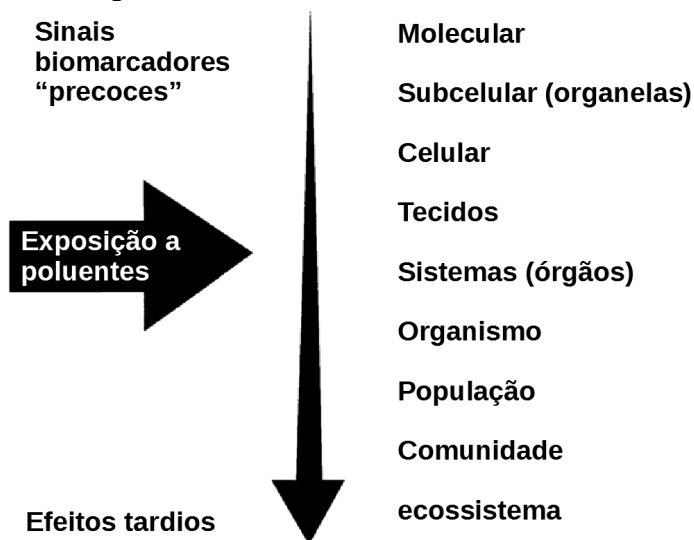 Sinais
biomarcadores
“precoces”
Exposição a
poluentes
Efeitos tardios
Molecular
Subcelular (organelas)
Celular
Tecidos
Sistemas (órgãos)
Organismo
População
Comunidade
ecossistema